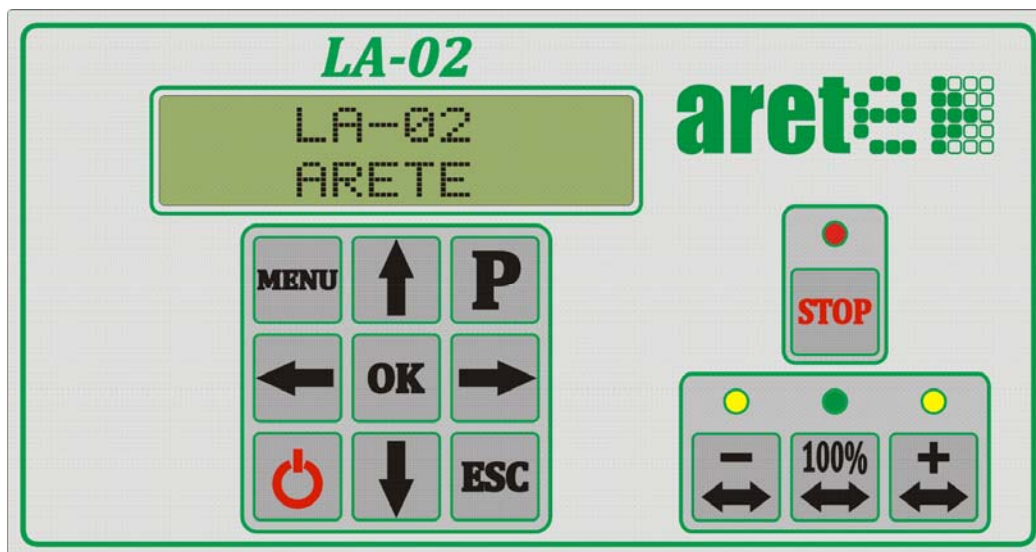 LA-02
LA-02
ARETE
arete
MENU
P
OK
ESC
STOP
-
100%
+